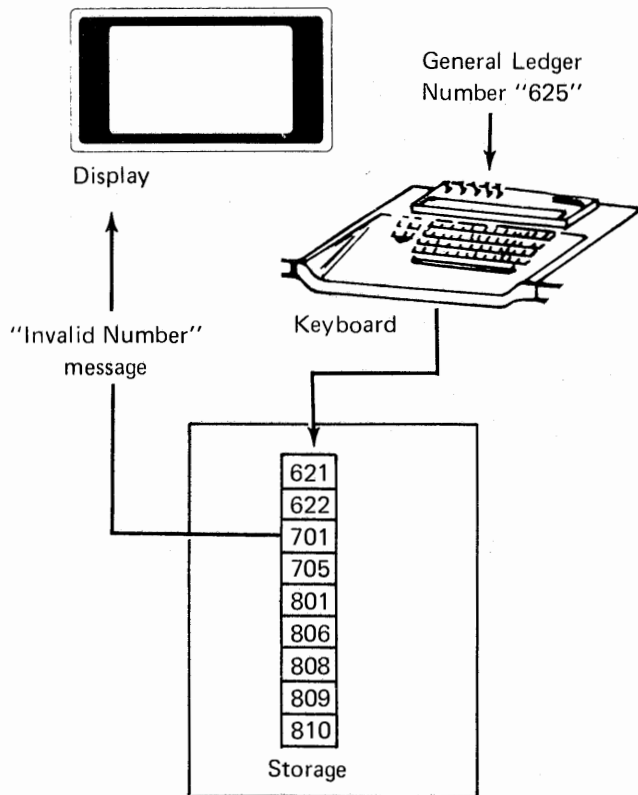 General Ledger
Number "625"
Display
"Invalid Number"
message
Keyboard
621
622
701
705
801
806
808
809
810
Storage